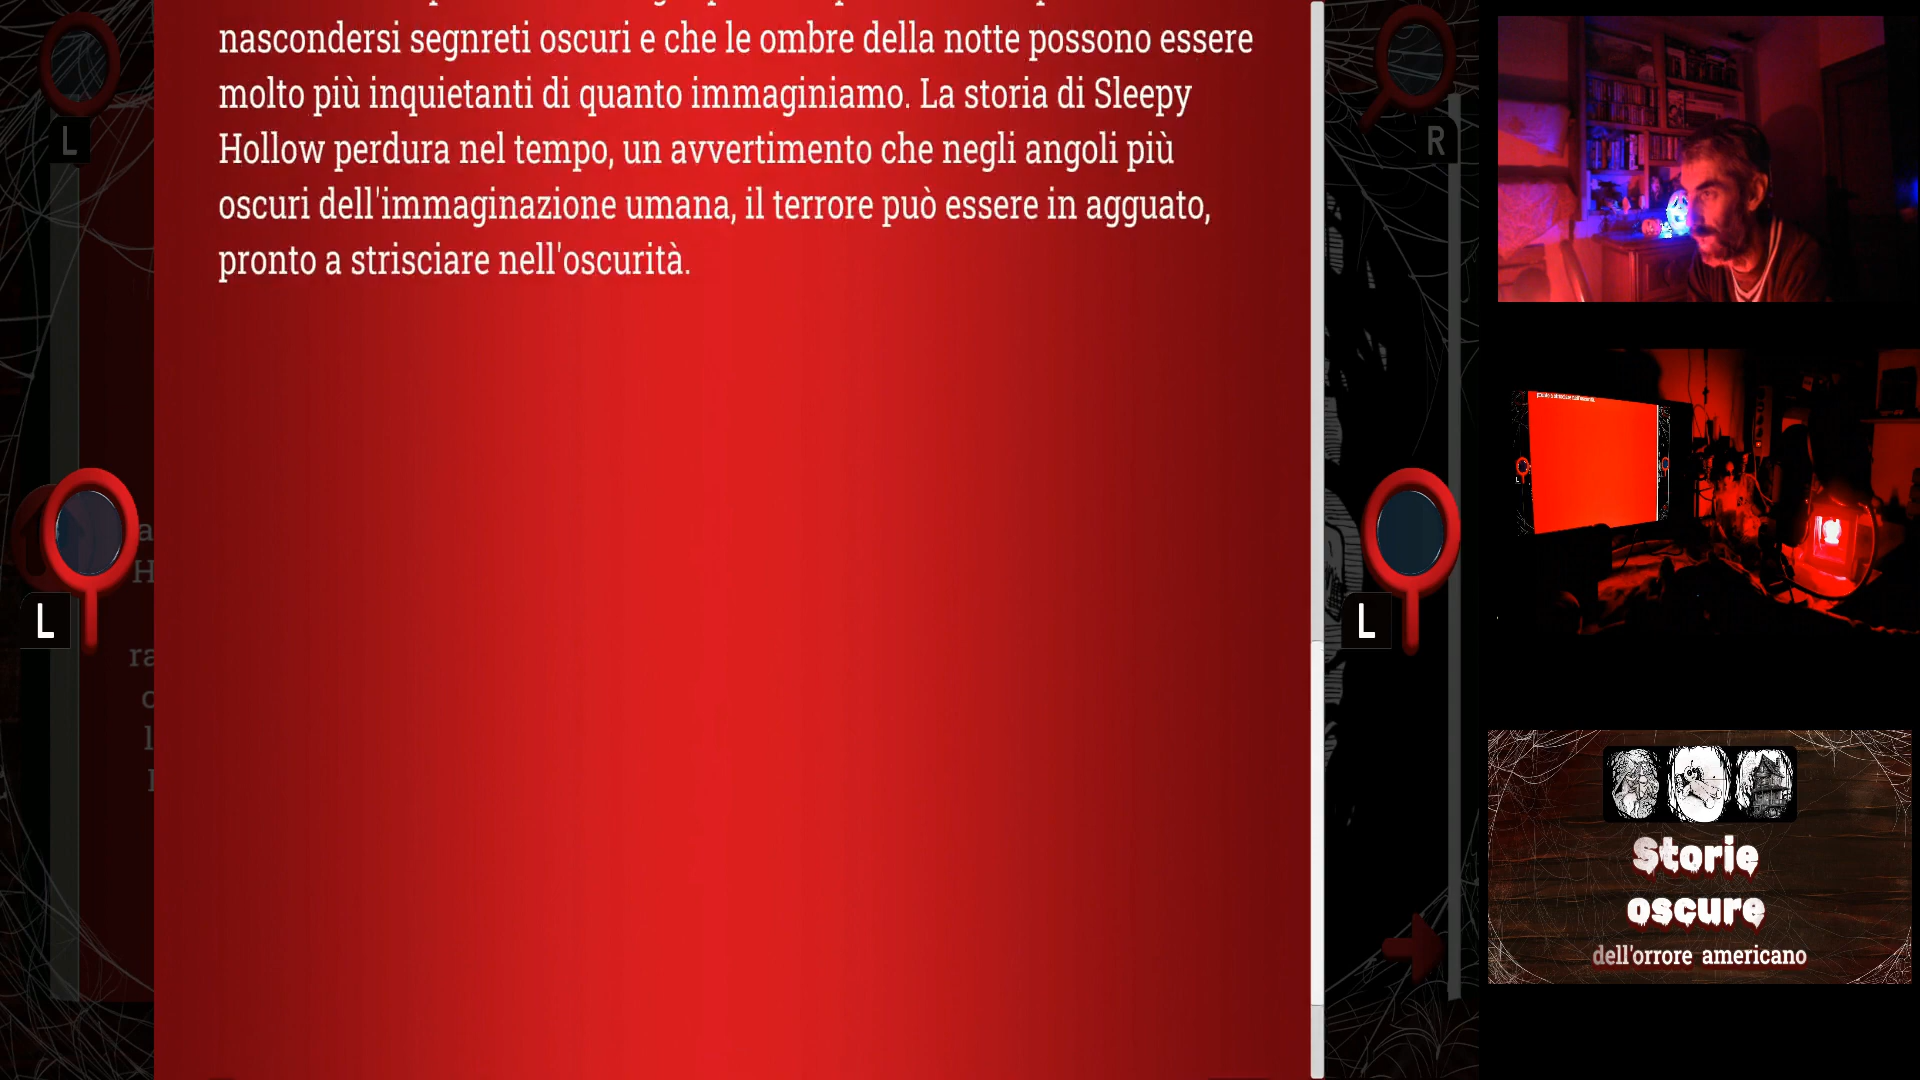 nascondersi segnreti oscuri e che le ombre della notte possono essere
molto più inquietanti di quanto immaginiamo. La storia di Sleepy
Hollow perdura nel tempo, un avvertimento che negli angoli più
oscuri dell'immaginazione umana, il terrore può essere in agguato,
pronto a strisciare nell'oscurità.
L
R
L
L
Storie
oscure
dell'orrore americano